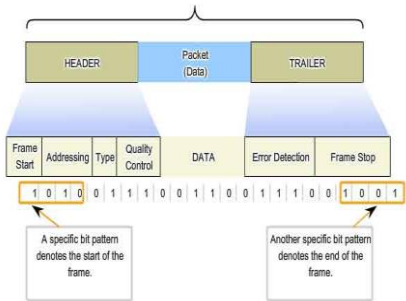 HEADER
Packet
(Data)
TRAILER
Frame
Start
Addressing
Type
Quality
Control
DATA
Error Detection
Frame Stop
1 0 1 0 0 1 1 1 0 0 1 1 0 0 1 1 1 0 0 1 0 0 1
A specific bit pattern
denotes the start of the
frame.
Another specific bit pattern
denotes the end of the
frame.